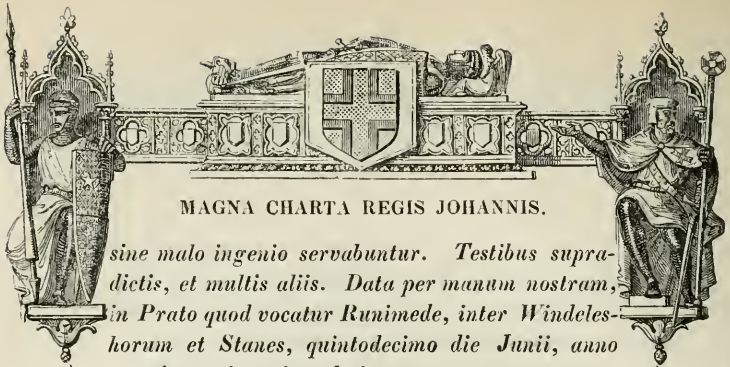 MAGNA CHARTA REGIS JOHANNIS.
sine malo ingenio servabuntur. Testibus supra-
dictis, et multis aliis. Data per manum nostram,
in Prato quod vocatur Runimede, inter Windeles-
horum et Stanes, quintodecimo die Junii, anno